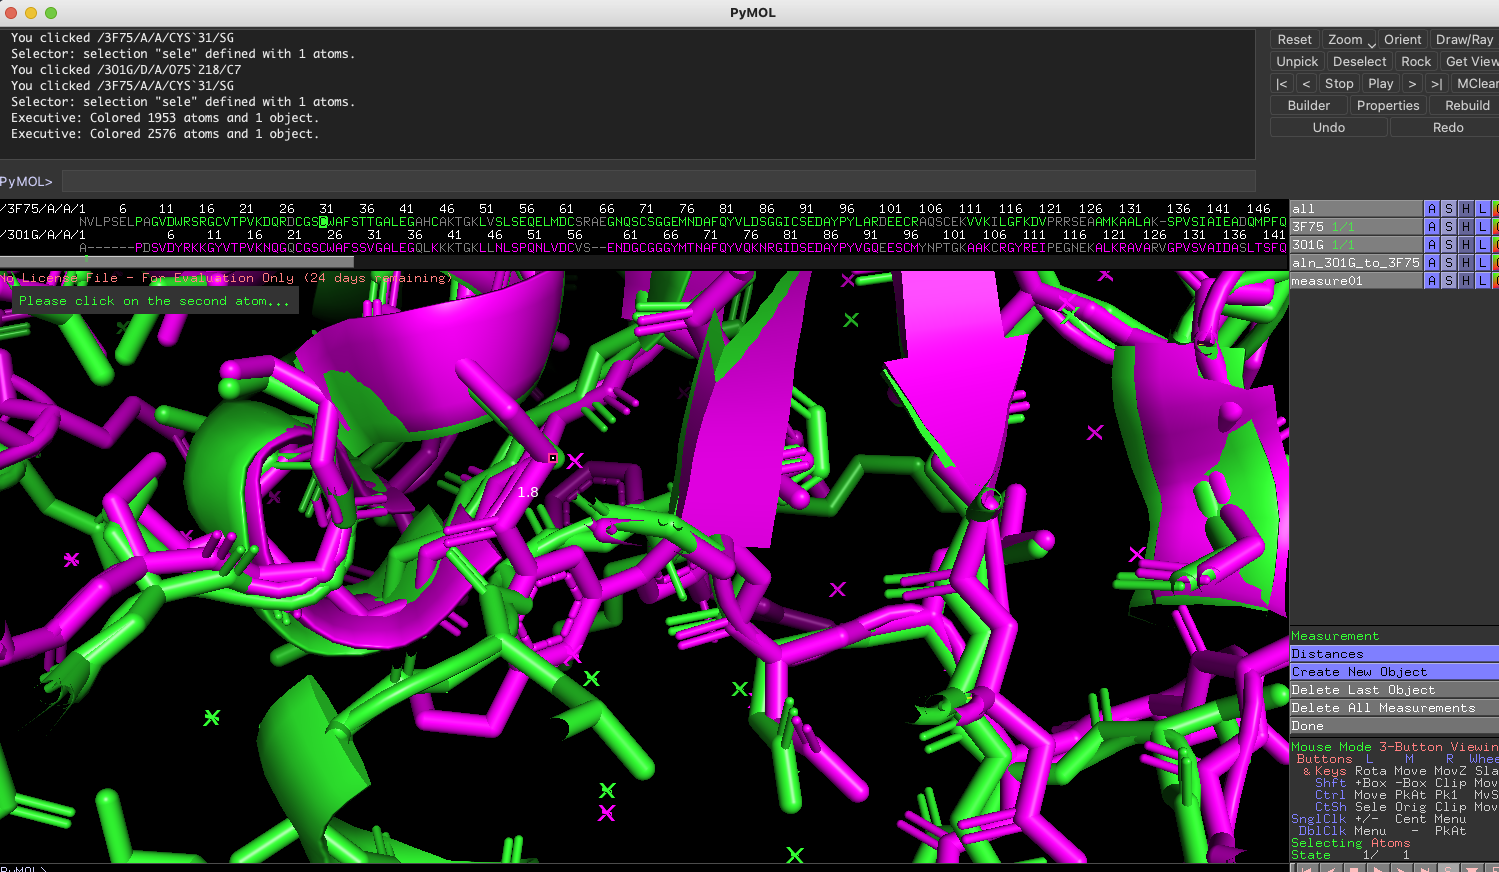 PyMOL
You clicked /3F75/A/A/CYS`31/SG
Selector: selection "sele" defined with 1 atoms.
You clicked /3O1G/D/A/O75`218/C7
You clicked /3F75/A/A/CYS`31/SG
Selector: selection "sele" defined with 1 atoms.
Executive: Colored 1953 atoms and 1 object.
Executive: Colored 2576 atoms and 1 object.
Reset Zoom Orient Draw/Ray
Unpick Deselect Rock Get View
|< < Stop Play > >| MClear
Builder Properties Rebuild
Undo Redo
PyMOL>
/3F75/A/A/1 6 11 16 21 26 31 36 41 46 51 56 61 66 71 76 81 86 91 96 101 106 111 116 121 126 131 136 141 146
NVLPSELPAGVDWRSRGCVTPVKDQRDCGSCWAFSTTGALEGAHCAKTGKLVSLSEQELMDCSRAEGNQSCSGGEMNDAFQYVLDSGGICSEDAYPYLARDEECRAQSCEKVVKILGFKDVPRRSEAAMKAALAK-SPVSIAIEADQMPFQ
/3O1G/A/A/1 6 11 16 21 26 31 36 41 46 51 56 61 66 71 76 81 86 91 96 101 106 111 116 121 126 131 136 141
A------PDSVDYRKKGYVTPVKNQGQCGSCWAFSSVGALEGQLKKKTGKLLNLSPQNLVDCVS--ENDGCGGGYMTNAFQYVQKNRGIDSEDAYPYVGQEESCMYNPTGKAAKCRGYREIPEGNEKALKRAVARVGPVSVAIDASLTSFQ
No License File - For Evaluation Only (24 days remaining)
Please click on the second atom...
1.8
all A S H L
3F75 1/1 A S H L
3O1G 1/1 A S H L
aln_3O1G_to_3F75 A S H L
measure01 A S H L
Measurement
Distances
Create New Object
Delete Last Object
Delete All Measurements
Done
Mouse Mode 3-Button Viewin
Buttons L M R Whee
& Keys Rota Move MovZ Sla
Shft +Box -Box Clip Mov
Ctrl Move PkAt Pk1 MvS
CtSh Sele Orig Clip Mov
SnglClk +/- Cent Menu
DblClk Menu - PkAt
Selecting Atoms
State 1/ 1
PyMOL>